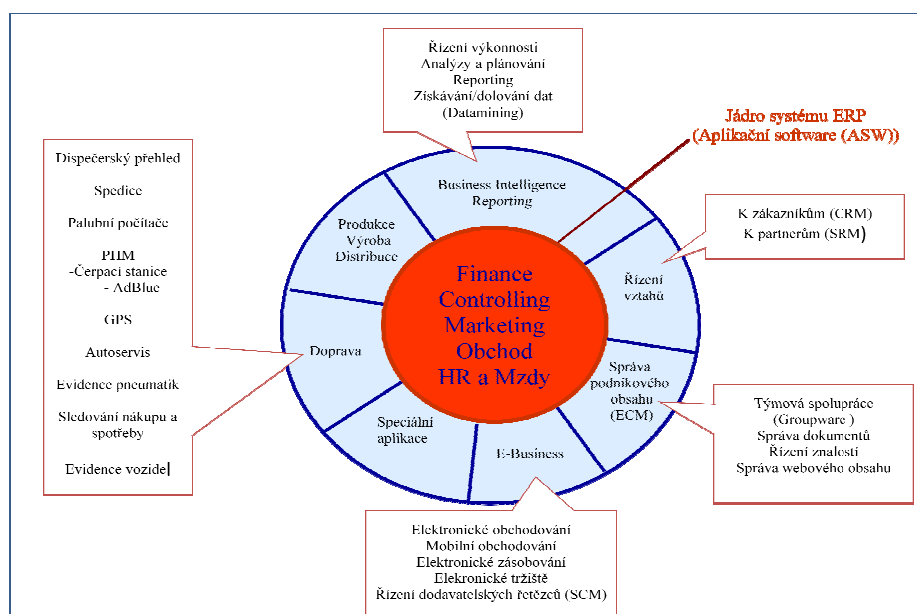 Řízení výkonnosti
Analýzy a plánování
Reporting
Získávání/dolování dat
(Datamining)
Jádro systému ERP
(Aplikační software (ASW))
Dispečerský přehled
Spedice
Palubní počítače
PHM
-Čerpací stanice
- AdBlue
GPS
Autoservis
Evidence pneumatik
Sledování nákupu a
spotřeby
Evidence vozidel
Business Intelligence
Reporting
Produkce
Výroba
Distribuce
K zákazníkům (CRM)
K partnerům (SRM)
Řízení
vztahů
Finance
Controlling
Marketing
Obchod
HR a Mzdy
Doprava
Správa
podnikového
obsahu
(ECM)
Speciální
aplikace
E-Business
Týmová spolupráce
(Groupware )
Správa dokumentů
Řízení znalostí
Správa webového obsahu
Elektronické obchodování
Mobilní obchodování
Elektronické zásobování
Elekronické tržiště
Řízení dodavatelských řetězců (SCM)